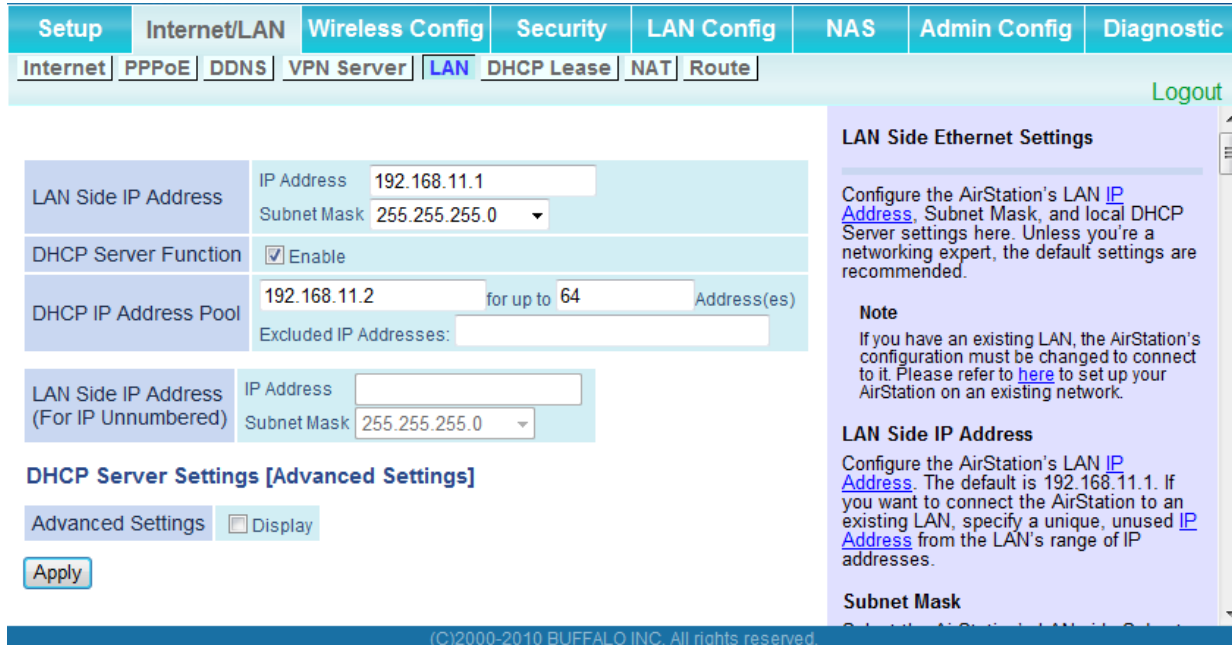 Setup Internet/LAN Wireless Config Security LAN Config NAS Admin Config Diagnostic
Internet PPPoE DDNS VPN Server LAN DHCP Lease NAT Route
Logout
LAN Side IP Address
IP Address 192.168.11.1
Subnet Mask 255.255.255.0
DHCP Server Function Enable
DHCP IP Address Pool
192.168.11.2 for up to 64 Address(es)
Excluded IP Addresses:
LAN Side IP Address
(For IP Unnumbered)
IP Address
Subnet Mask 255.255.255.0
DHCP Server Settings [Advanced Settings]
Advanced Settings Display
Apply
LAN Side Ethernet Settings
Configure the AirStation's LAN IP
Address, Subnet Mask, and local DHCP
Server settings here. Unless you're a
networking expert, the default settings are
recommended.
Note
If you have an existing LAN, the AirStation's
configuration must be changed to connect
to it. Please refer to here to set up your
AirStation on an existing network.
LAN Side IP Address
Configure the AirStation's LAN IP
Address. The default is 192.168.11.1. If
you want to connect the AirStation to an
existing LAN, specify a unique, unused IP
Address from the LAN's range of IP
addresses.
Subnet Mask
(C)2000-2010 BUFFALO INC. All rights reserved.